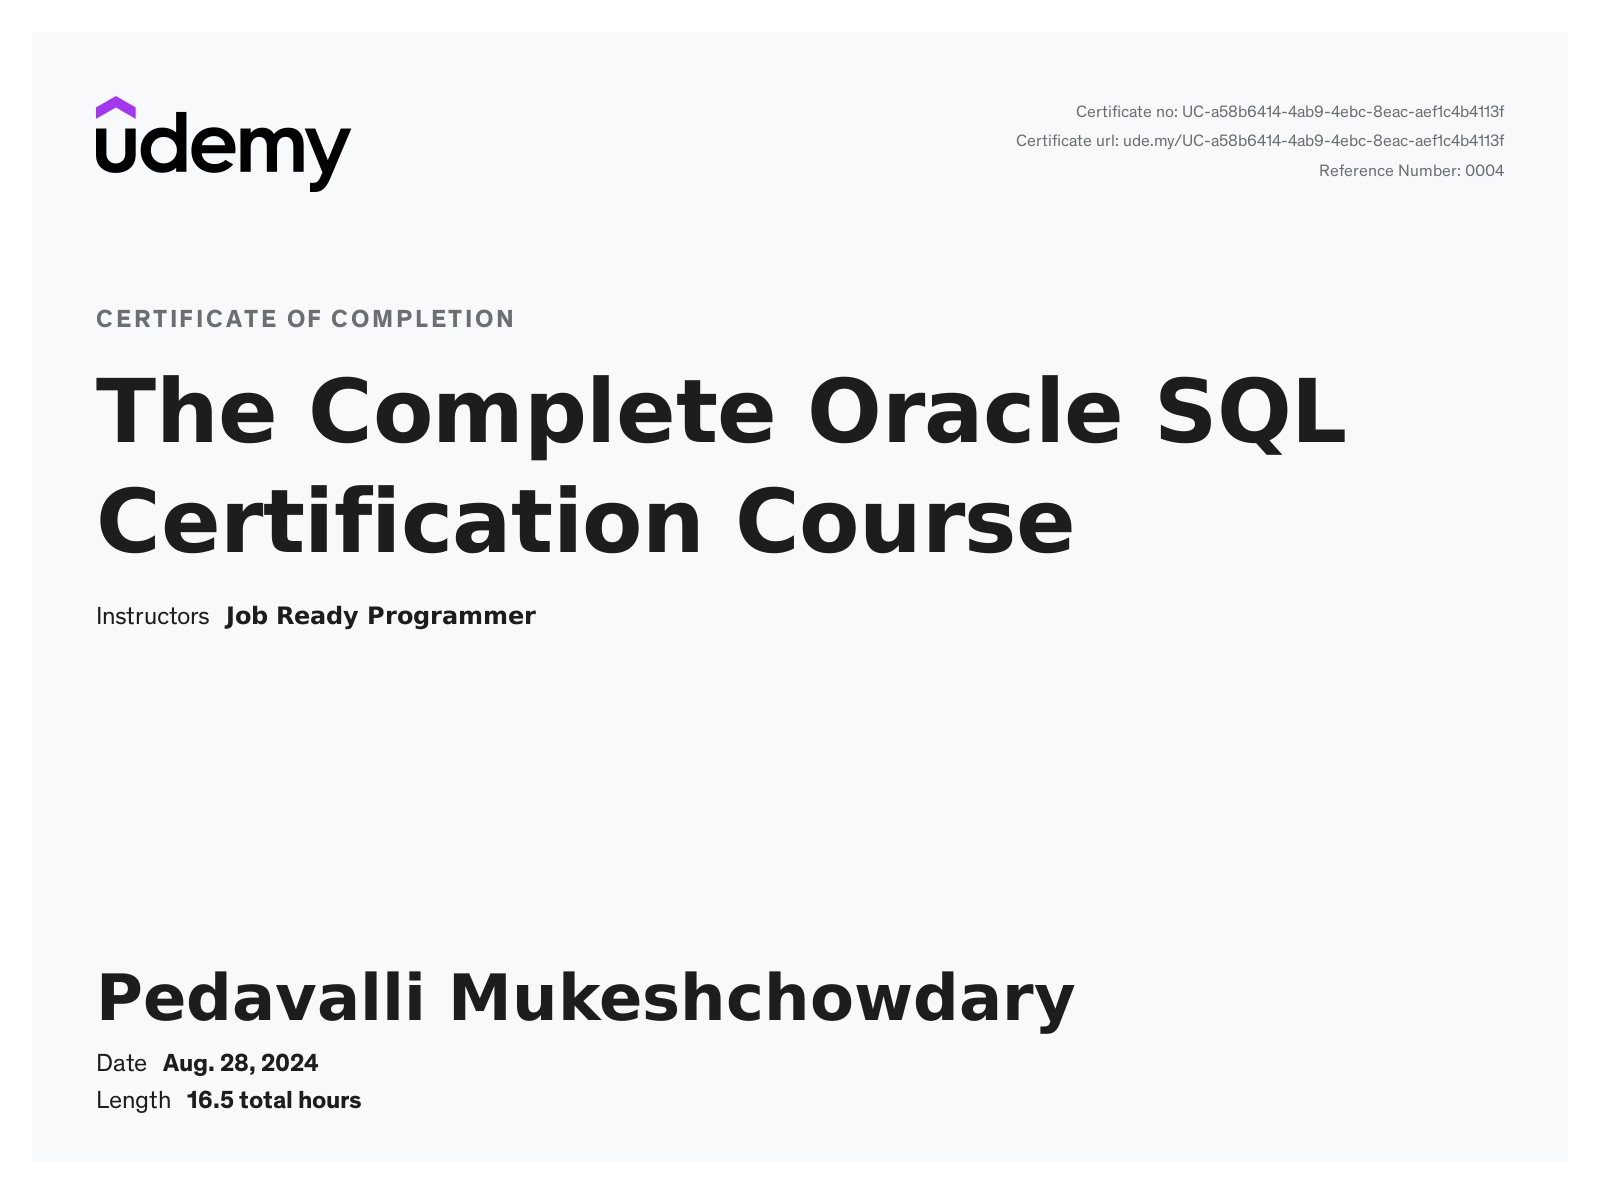 udemy
Certificate no: UC-a58b6414-4ab9-4ebc-8eac-aef1c4b4113f
Certificate url: ude.my/UC-a58b6414-4ab9-4ebc-8eac-aef1c4b4113f
Reference Number: 0004
CERTIFICATE OF COMPLETION
The Complete Oracle SQL
Certification Course
Instructors Job Ready Programmer
Pedavalli Mukeshchowdary
Date Aug. 28, 2024
Length 16.5 total hours